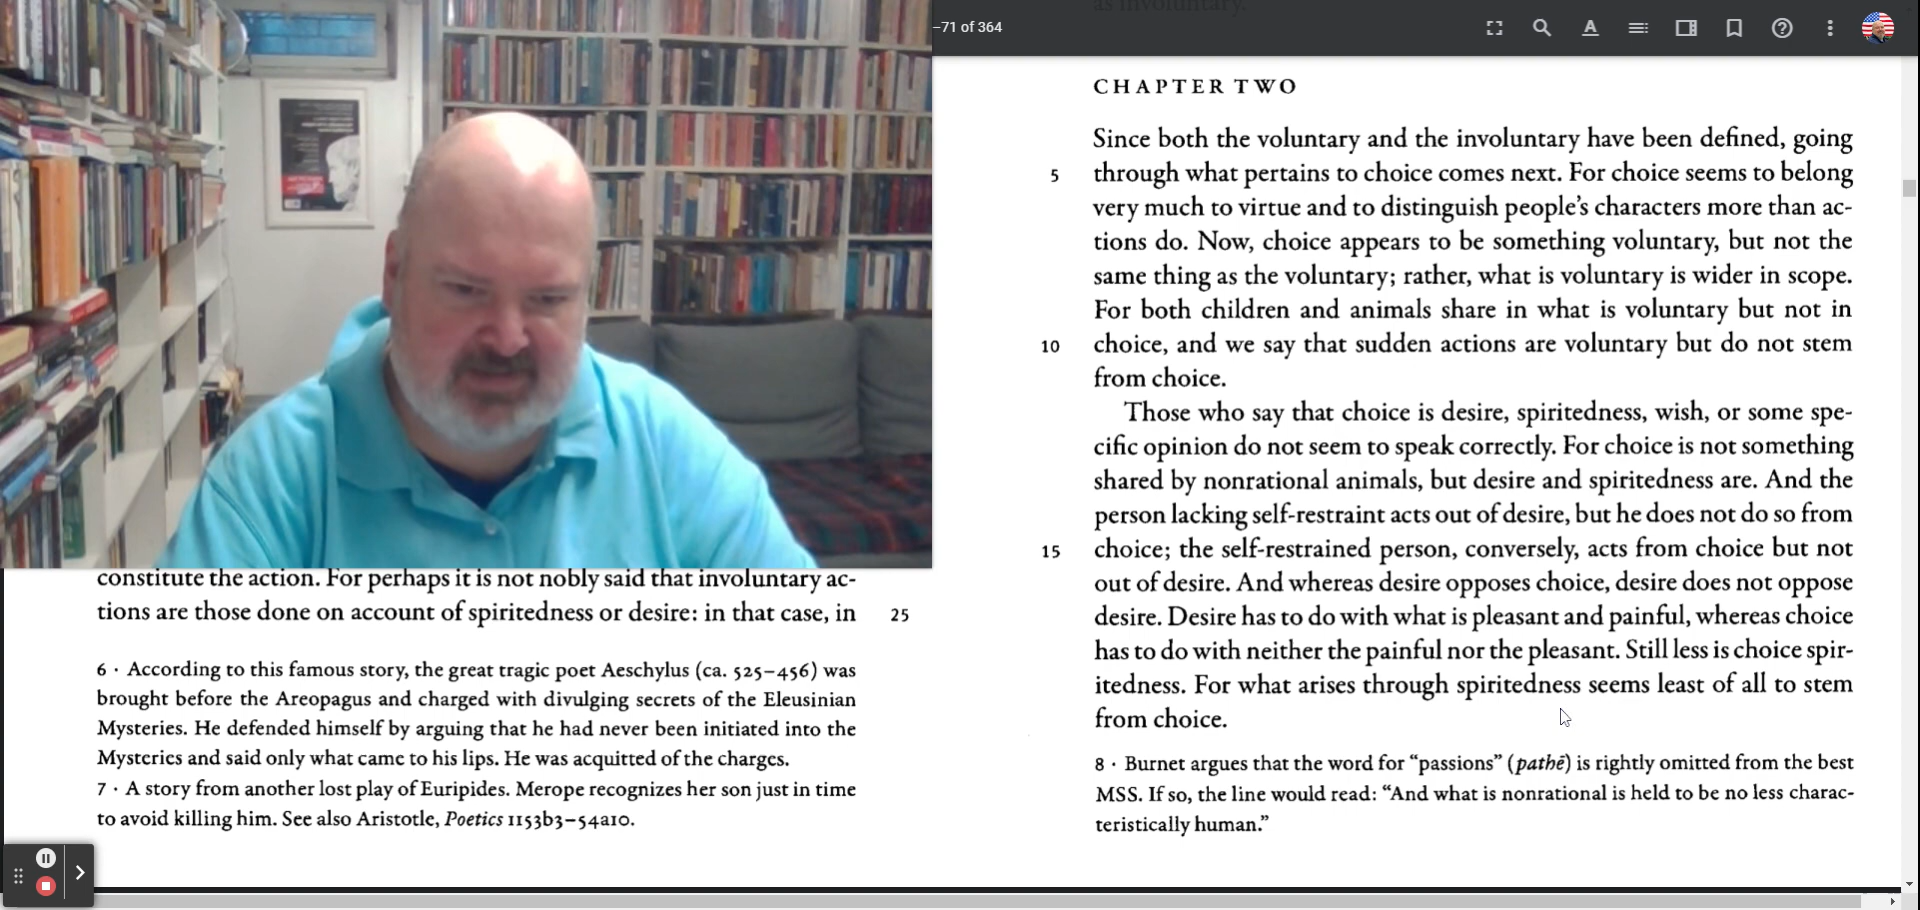 as involuntary.
–71 of 364
CHAPTER TWO
Since both the voluntary and the involuntary have been defined, going
5 through what pertains to choice comes next. For choice seems to belong
very much to virtue and to distinguish people’s characters more than ac-
tions do. Now, choice appears to be something voluntary, but not the
same thing as the voluntary; rather, what is voluntary is wider in scope.
For both children and animals share in what is voluntary but not in
10 choice, and we say that sudden actions are voluntary but do not stem
from choice.
Those who say that choice is desire, spiritedness, wish, or some spe-
cific opinion do not seem to speak correctly. For choice is not something
shared by nonrational animals, but desire and spiritedness are. And the
person lacking self-restraint acts out of desire, but he does not do so from
15 choice; the self-restrained person, conversely, acts from choice but not
out of desire. And whereas desire opposes choice, desire does not oppose
desire. Desire has to do with what is pleasant and painful, whereas choice
has to do with neither the painful nor the pleasant. Still less is choice spir-
itedness. For what arises through spiritedness seems least of all to stem
from choice.
8 · Burnet argues that the word for “passions” (pathē) is rightly omitted from the best
MSS. If so, the line would read: “And what is nonrational is held to be no less charac-
teristically human.”
constitute the action. For perhaps it is not nobly said that involuntary ac-
tions are those done on account of spiritedness or desire: in that case, in 25
6 · According to this famous story, the great tragic poet Aeschylus (ca. 525–456) was
brought before the Areopagus and charged with divulging secrets of the Eleusinian
Mysteries. He defended himself by arguing that he had never been initiated into the
Mysteries and said only what came to his lips. He was acquitted of the charges.
7 · A story from another lost play of Euripides. Merope recognizes her son just in time
to avoid killing him. See also Aristotle, Poetics 1153b3–54a10.